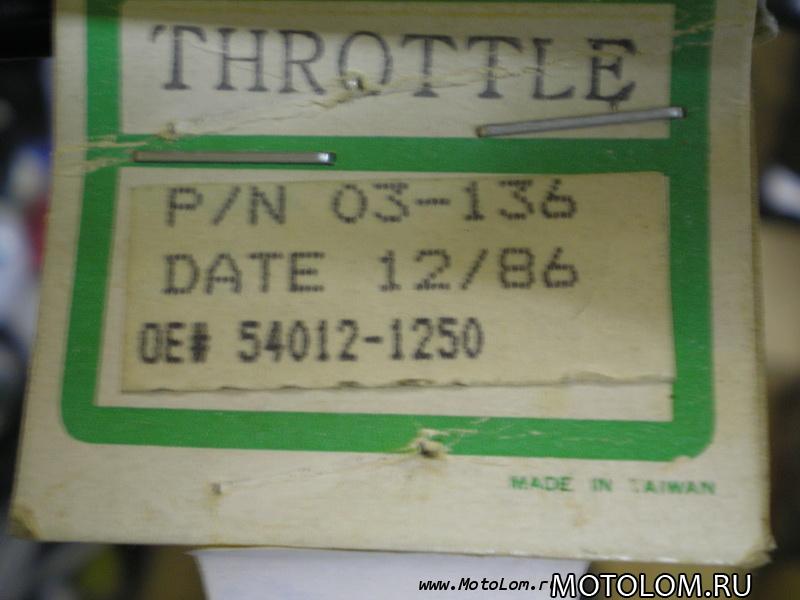 THROTTLE
P/N 03-136
DATE 12/86
OE# 54012-1250
MADE IN TAIWAN
www.MotoLom.r
MOTOLOM.RU